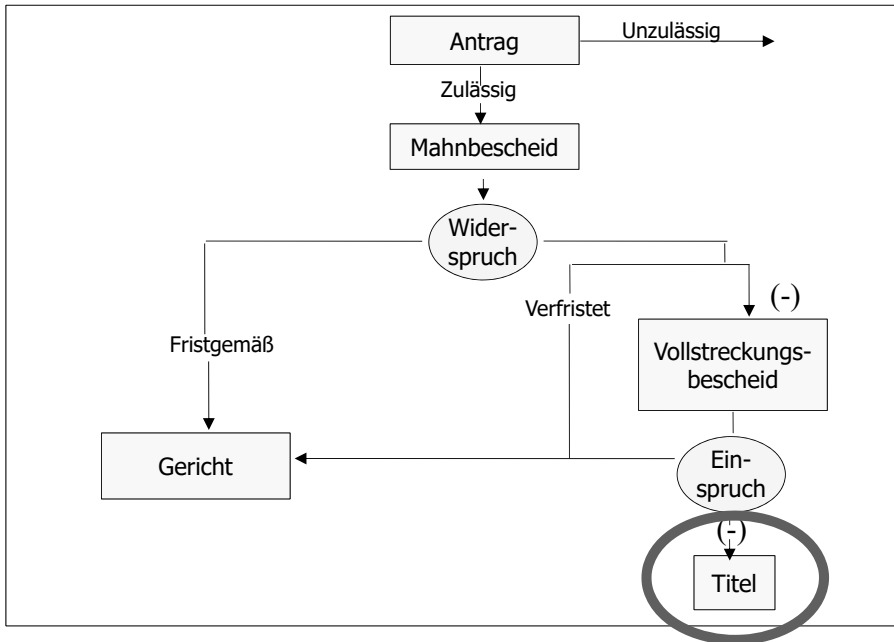 Antrag
Unzulässig
Zulässig
Mahnbescheid
Wider-
spruch
(-)
Verfristet
Fristgemäß
Vollstreckungs-
bescheid
Gericht
Ein-
spruch
(-)
Titel